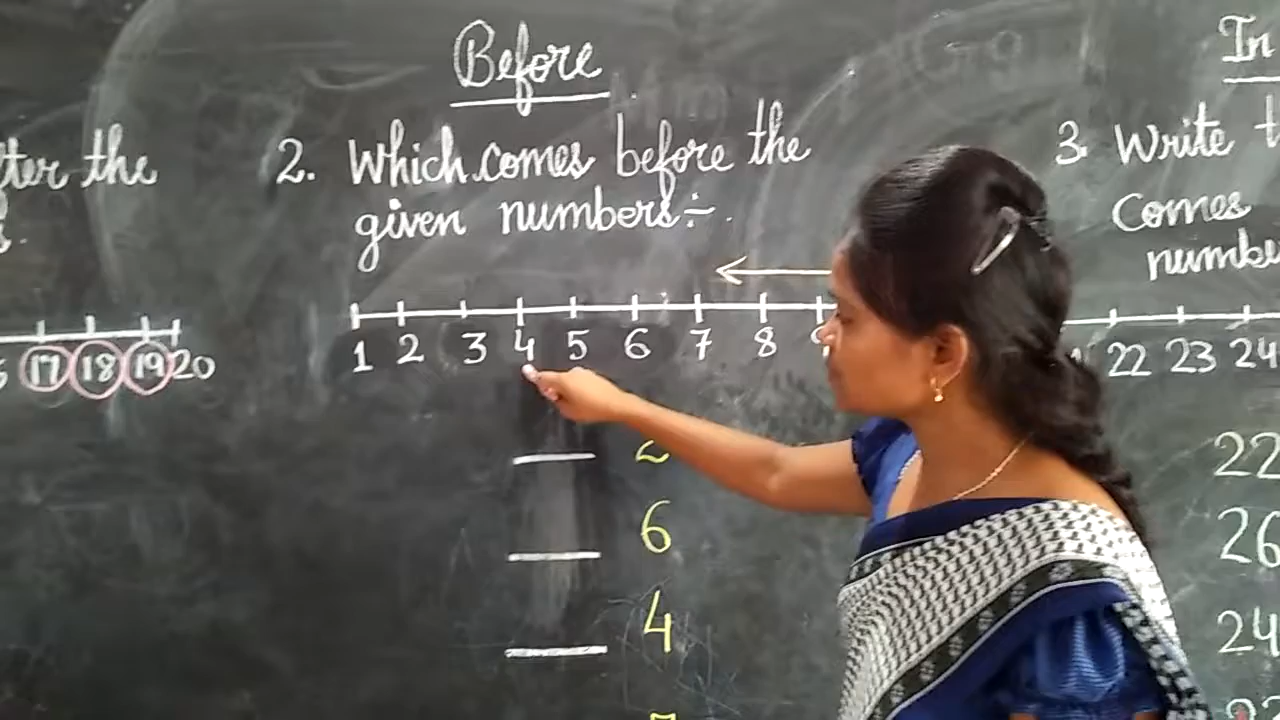 Before
2. Which comes before the
given numbers:-
1 2 3 4 5 6 7 8
2
6
4
ter the
17 18 19 20
In
3. Write
Comes
22 23 24
22
26
24